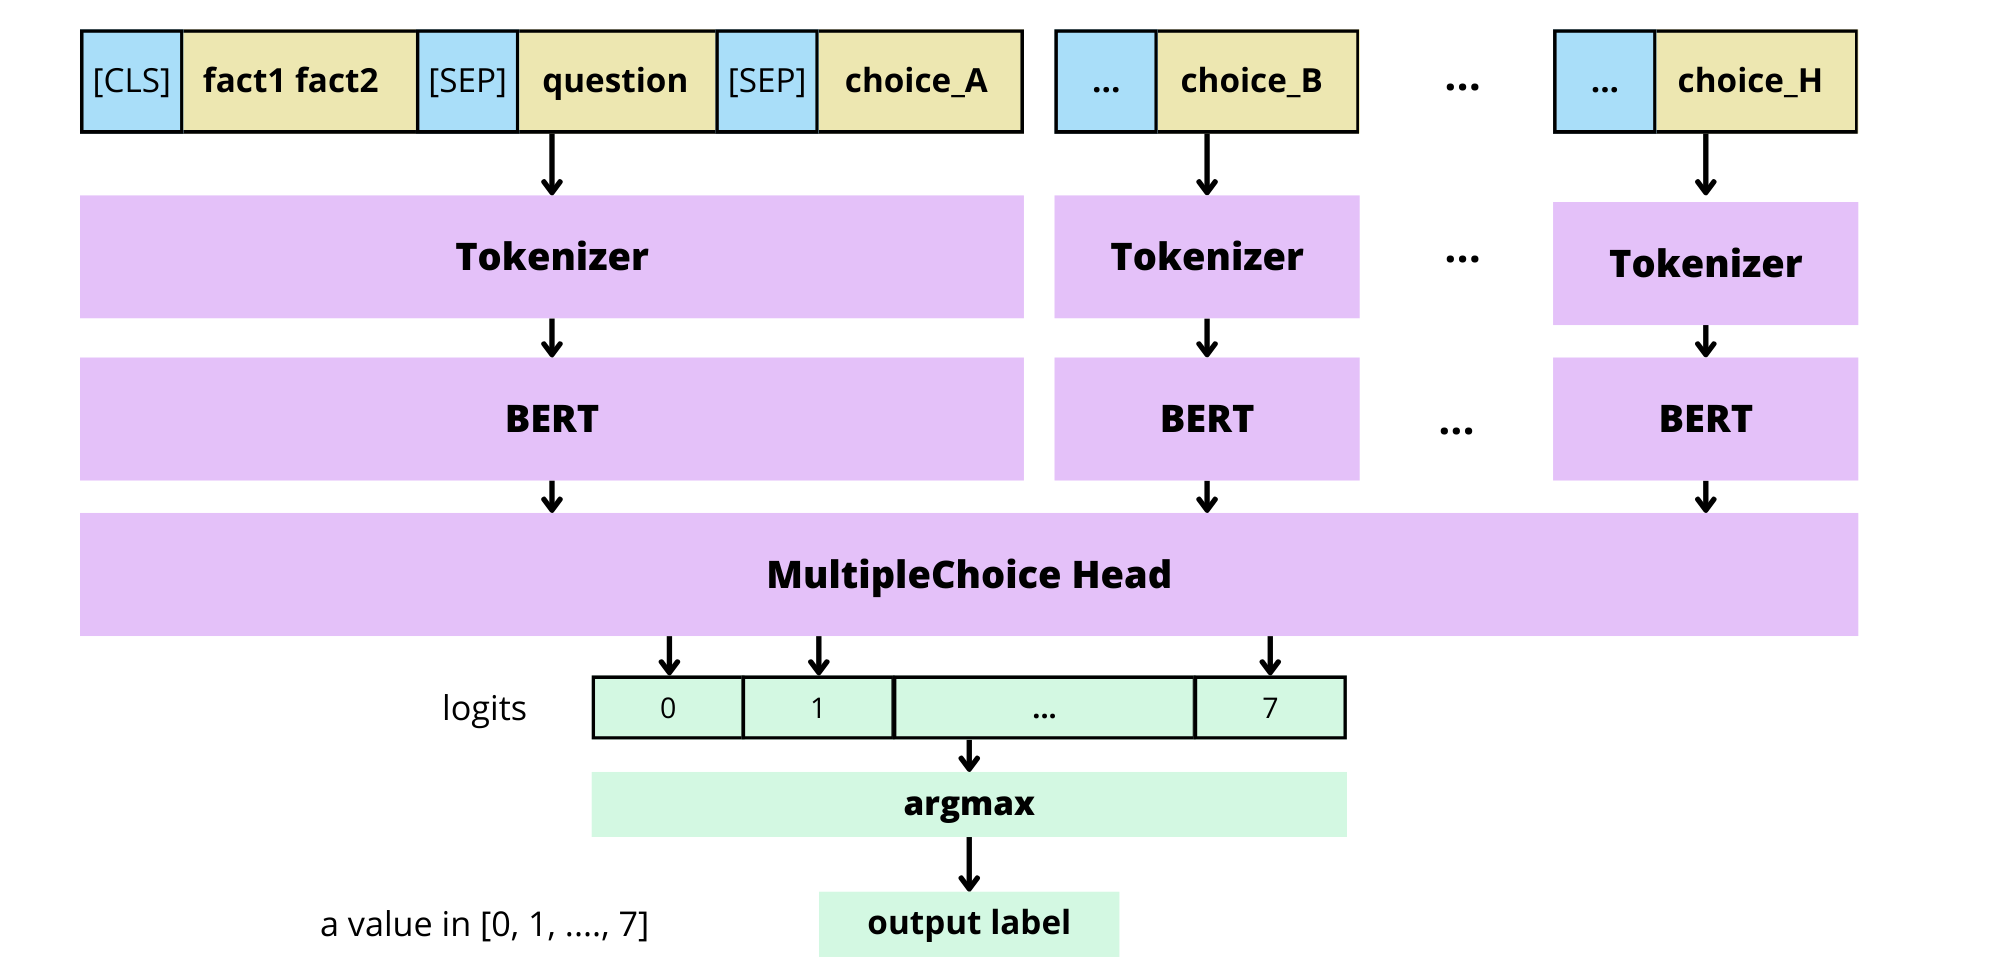 [CLS] fact1 fact2 [SEP] question [SEP] choice_A ... choice_B ... ... choice_H
Tokenizer Tokenizer ... Tokenizer
BERT BERT ... BERT
MultipleChoice Head
logits 0 1 ... 7
argmax
a value in [0, 1, ...., 7] output label